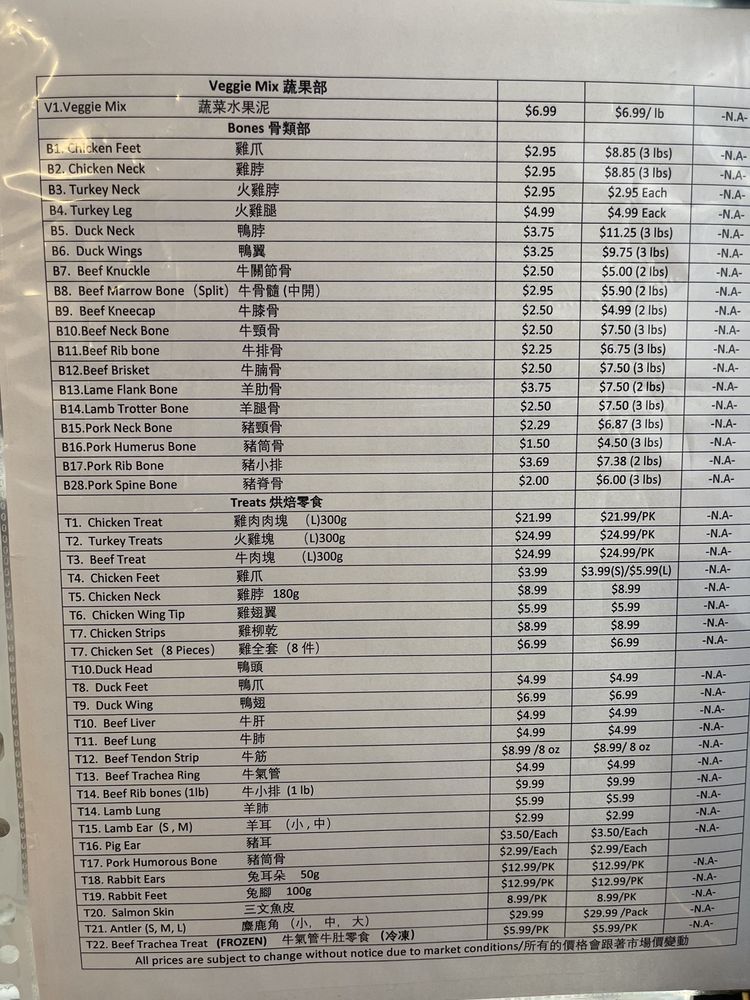 Veggie Mix 蔬果部
V1.Veggie Mix 蔬菜水果泥 $6.99 $6.99/ lb -N.A-
Bones 骨類部
B1. Chicken Feet 雞爪 $2.95 $8.85 (3 lbs) -N.A-
B2. Chicken Neck 雞脖 $2.95 $8.85 (3 lbs) -N.A-
B3. Turkey Neck 火雞脖 $2.95 $2.95 Each -N.A-
B4. Turkey Leg 火雞腿 $4.99 $4.99 Eack -N.A-
B5. Duck Neck 鴨脖 $3.75 $11.25 (3 lbs) -N.A-
B6. Duck Wings 鴨翼 $3.25 $9.75 (3 lbs) -N.A-
B7. Beef Knuckle 牛關節骨 $2.50 $5.00 (2 lbs) -N.A-
B8. Beef Marrow Bone (Split) 牛骨髓 (中開) $2.95 $5.90 (2 lbs) -N.A-
B9. Beef Kneecap 牛膝骨 $2.50 $4.99 (2 lbs) -N.A-
B10.Beef Neck Bone 牛頸骨 $2.50 $7.50 (3 lbs) -N.A-
B11.Beef Rib bone 牛排骨 $2.25 $6.75 (3 lbs) -N.A-
B12.Beef Brisket 牛腩骨 $2.50 $7.50 (3 lbs) -N.A-
B13.Lame Flank Bone 羊肋骨 $3.75 $7.50 (2 lbs) -N.A-
B14.Lamb Trotter Bone 羊腿骨 $2.50 $7.50 (3 lbs) -N.A-
B15.Pork Neck Bone 豬頸骨 $2.29 $6.87 (3 lbs) -N.A-
B16.Pork Humerus Bone 豬筒骨 $1.50 $4.50 (3 lbs) -N.A-
B17.Pork Rib Bone 豬小排 $3.69 $7.38 (2 lbs) -N.A-
B28.Pork Spine Bone 豬脊骨 $2.00 $6.00 (3 lbs) -N.A-
Treats 烘焙零食
T1. Chicken Treat 雞肉肉塊 (L)300g $21.99 $21.99/PK -N.A-
T2. Turkey Treats 火雞塊 (L)300g $24.99 $24.99/PK -N.A-
T3. Beef Treat 牛肉塊 (L)300g $24.99 $24.99/PK -N.A-
T4. Chicken Feet 雞爪 $3.99 $3.99(S)/$5.99(L) -N.A-
T5. Chicken Neck 雞脖 180g $8.99 $8.99 -N.A-
T6. Chicken Wing Tip 雞翅翼 $5.99 $5.99 -N.A-
T7. Chicken Strips 雞柳乾 $8.99 $8.99 -N.A-
T7. Chicken Set (8 Pieces) 雞全套 (8 件) $6.99 $6.99 -N.A-
T10.Duck Head 鴨頭
T8. Duck Feet 鴨爪 $4.99 $4.99 -N.A-
T9. Duck Wing 鴨翅 $6.99 $6.99 -N.A-
T10. Beef Liver 牛肝 $4.99 $4.99 -N.A-
T11. Beef Lung 牛肺 $4.99 $4.99 -N.A-
T12. Beef Tendon Strip 牛筋 $8.99 /8 oz $8.99/ 8 oz -N.A-
T13. Beef Trachea Ring 牛氣管 $4.99 $4.99 -N.A-
T14. Beef Rib bones (1lb) 牛小排 (1 lb) $9.99 $9.99 -N.A-
T14. Lamb Lung 羊肺 $5.99 $5.99 -N.A-
T15. Lamb Ear (S , M) 羊耳 (小 , 中) $2.99 $2.99 -N.A-
T16. Pig Ear 豬耳 $3.50/Each $3.50/Each -N.A-
T17. Pork Humorous Bone 豬筒骨 $2.99/Each $2.99/Each
T18. Rabbit Ears 兔耳朵 50g $12.99/PK $12.99/PK -N.A-
T19. Rabbit Feet 兔腳 100g $12.99/PK $12.99/PK -N.A-
T20. Salmon Skin 三文魚皮 8.99/PK 8.99/PK -N.A-
T21. Antler (S, M, L) 麋鹿角 (小, 中, 大) $29.99 $29.99 /Pack -N.A-
T22. Beef Trachea Treat (FROZEN) 牛氣管牛肚零食 (冷凍) $5.99/PK $5.99/PK -N.A-
All prices are subject to change without notice due to market conditions/所有的價格會跟著市場價變動